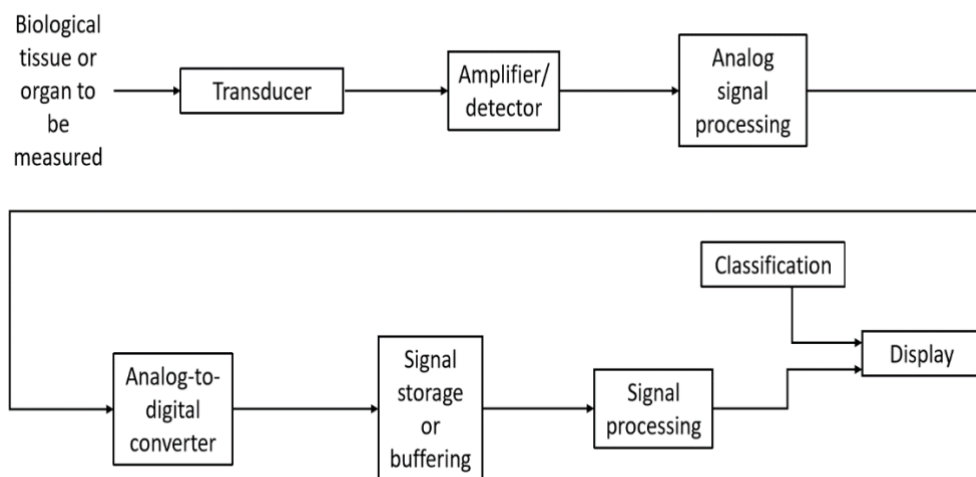 Biological
tissue or
organ to
be
measured
Transducer
Amplifier/
detector
Analog
signal
processing
Classification
Display
Analog-to-
digital
converter
Signal
storage
or
buffering
Signal
processing